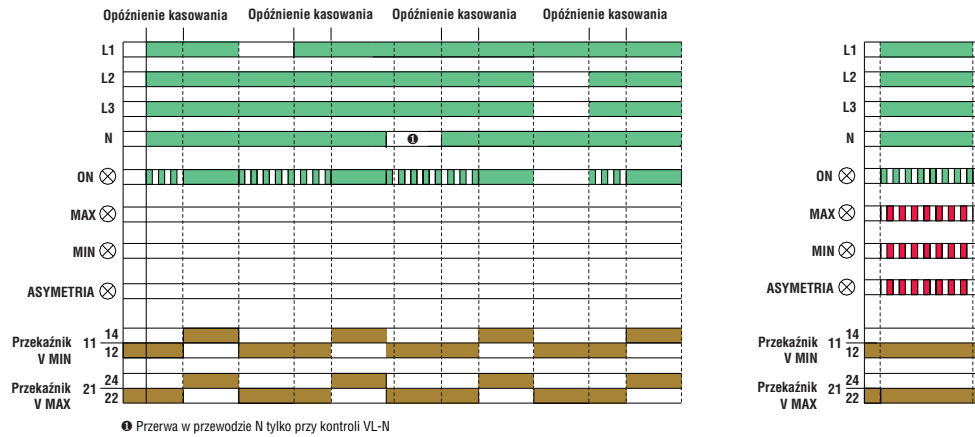 Opóźnienie kasowania Opóźnienie kasowania Opóźnienie kasowania Opóźnienie kasowania
L1
L2
L3
N
❶
ON
MAX
MIN
ASYMETRIA
Przekaźnik V MIN 11 14 12
Przekaźnik V MAX 21 24 22
❶ Przerwa w przewodzie N tylko przy kontroli VL-N
L1
L2
L3
N
ON
MAX
MIN
ASYMETRIA
Przekaźnik V MIN 11 14 12
Przekaźnik V MAX 21 24 22